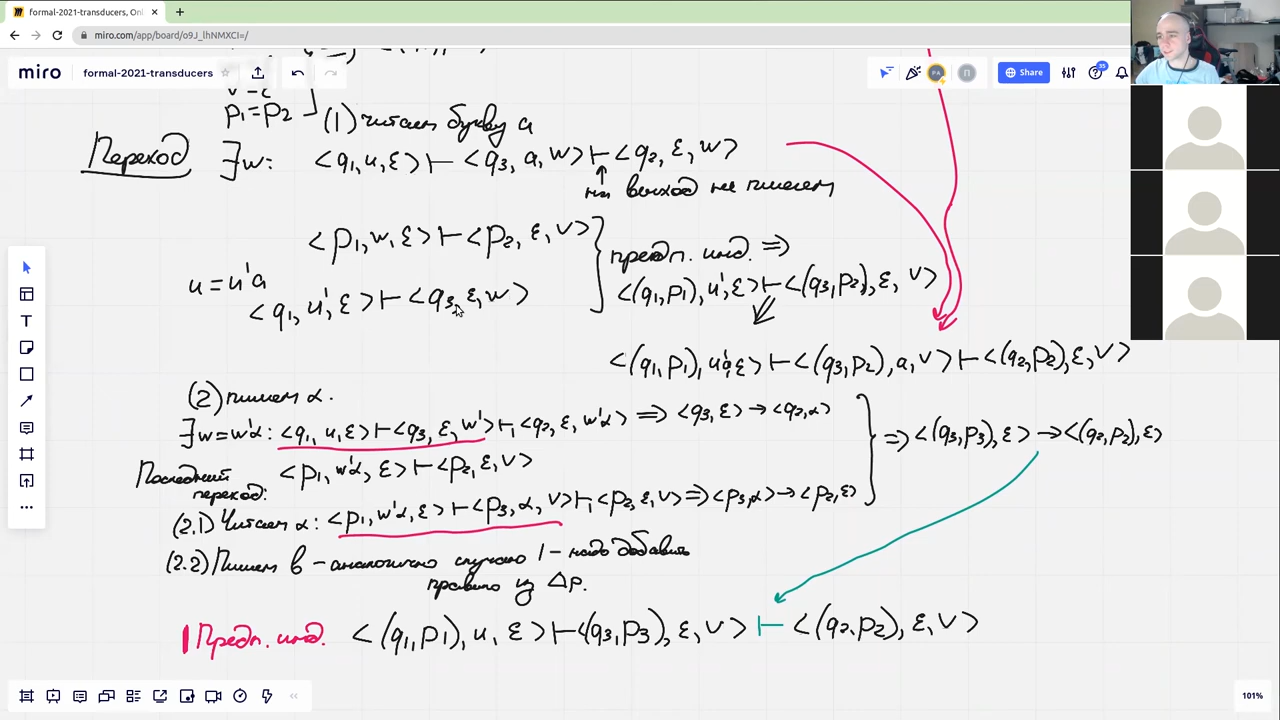 formal-2021-transducers, Onl
miro.com/app/board/o9J_lhNMXCI=/
miro formal-2021-transducers
PA
п
35
Share
p₁=p₂
(1) читаем букву a
Переход ∃w: <q₁,u,ε> ⊢ <q₃,a,w> ⊢ <q₂,ε,w>
на выход не пишем
<p₁,w,ε> ⊢ <p₂,ε,v>
предп. инд. ⇒
u=u'a
<q₁,u',ε> ⊢ <q₃,ε,w>
<(q₁,p₁),u',ε> ⊢ <(q₃,p₂),ε,v>
<(q₁,p₁),u'a,ε> ⊢ <(q₃,p₂),a,v> ⊢ <(q₂,p₂),ε,v>
(2) пишем α.
∃w=w'α: <q₁,u,ε> ⊢ <q₃,ε,w'> ⊢₁ <q₂,ε,w'α> ⇒ <q₃,ε> → <q₂,α>
⇒ <(q₃,p₃),ε> → <(q₂,p₂),ε>
Последний переход: <p₁,w'α,ε> ⊢ <p₂,ε,v>
(2.1) Читаем α: <p₁,w'α,ε> ⊢ <p₃,α,v> ⊢₁ <p₂,ε,v> ⇒ <p₃,α> → <p₂,ε>
(2.2) Пишем в – аналогично случаю 1 – надо добавить
правило из Δp.
Предп. инд. <(q₁,p₁),u,ε> ⊢ <(q₃,p₃),ε,v> ⊢ <(q₂,p₂),ε,v>
101%